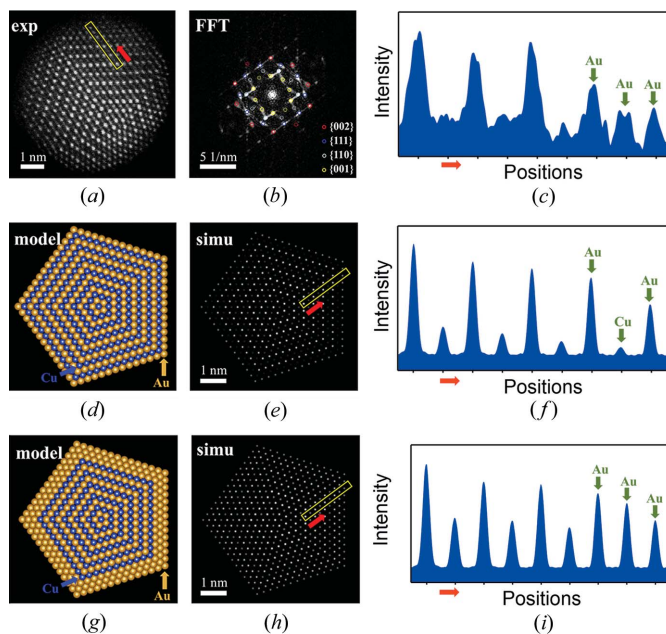 exp
1 nm
(a)
FFT
{002}
{111}
{110}
{001}
5 1/nm
(b)
Intensity
Au
Au
Au
Positions
(c)
model
Cu
Au
(d)
simu
1 nm
(e)
Intensity
Au
Cu
Au
Positions
(f)
model
Cu
Au
(g)
simu
1 nm
(h)
Intensity
Au
Au
Au
Positions
(i)